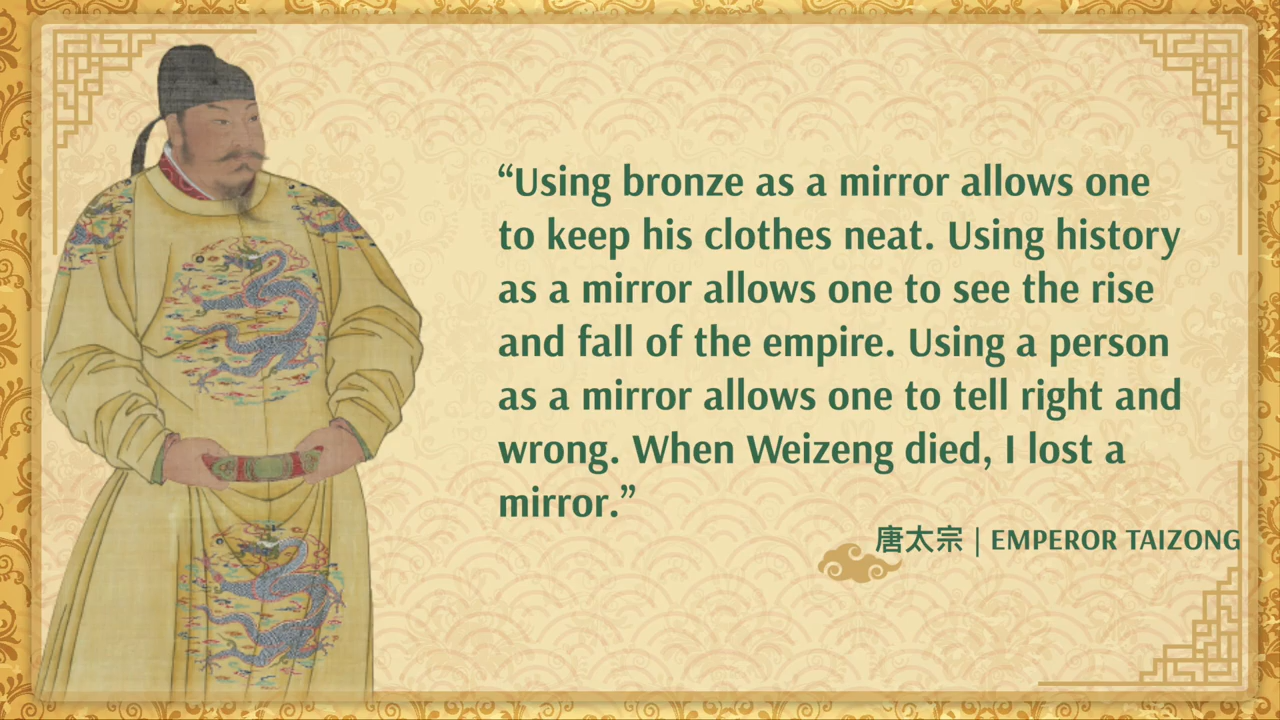 “Using bronze as a mirror allows one
to keep his clothes neat. Using history
as a mirror allows one to see the rise
and fall of the empire. Using a person
as a mirror allows one to tell right and
wrong. When Weizeng died, I lost a
mirror.”
唐太宗 | EMPEROR TAIZONG